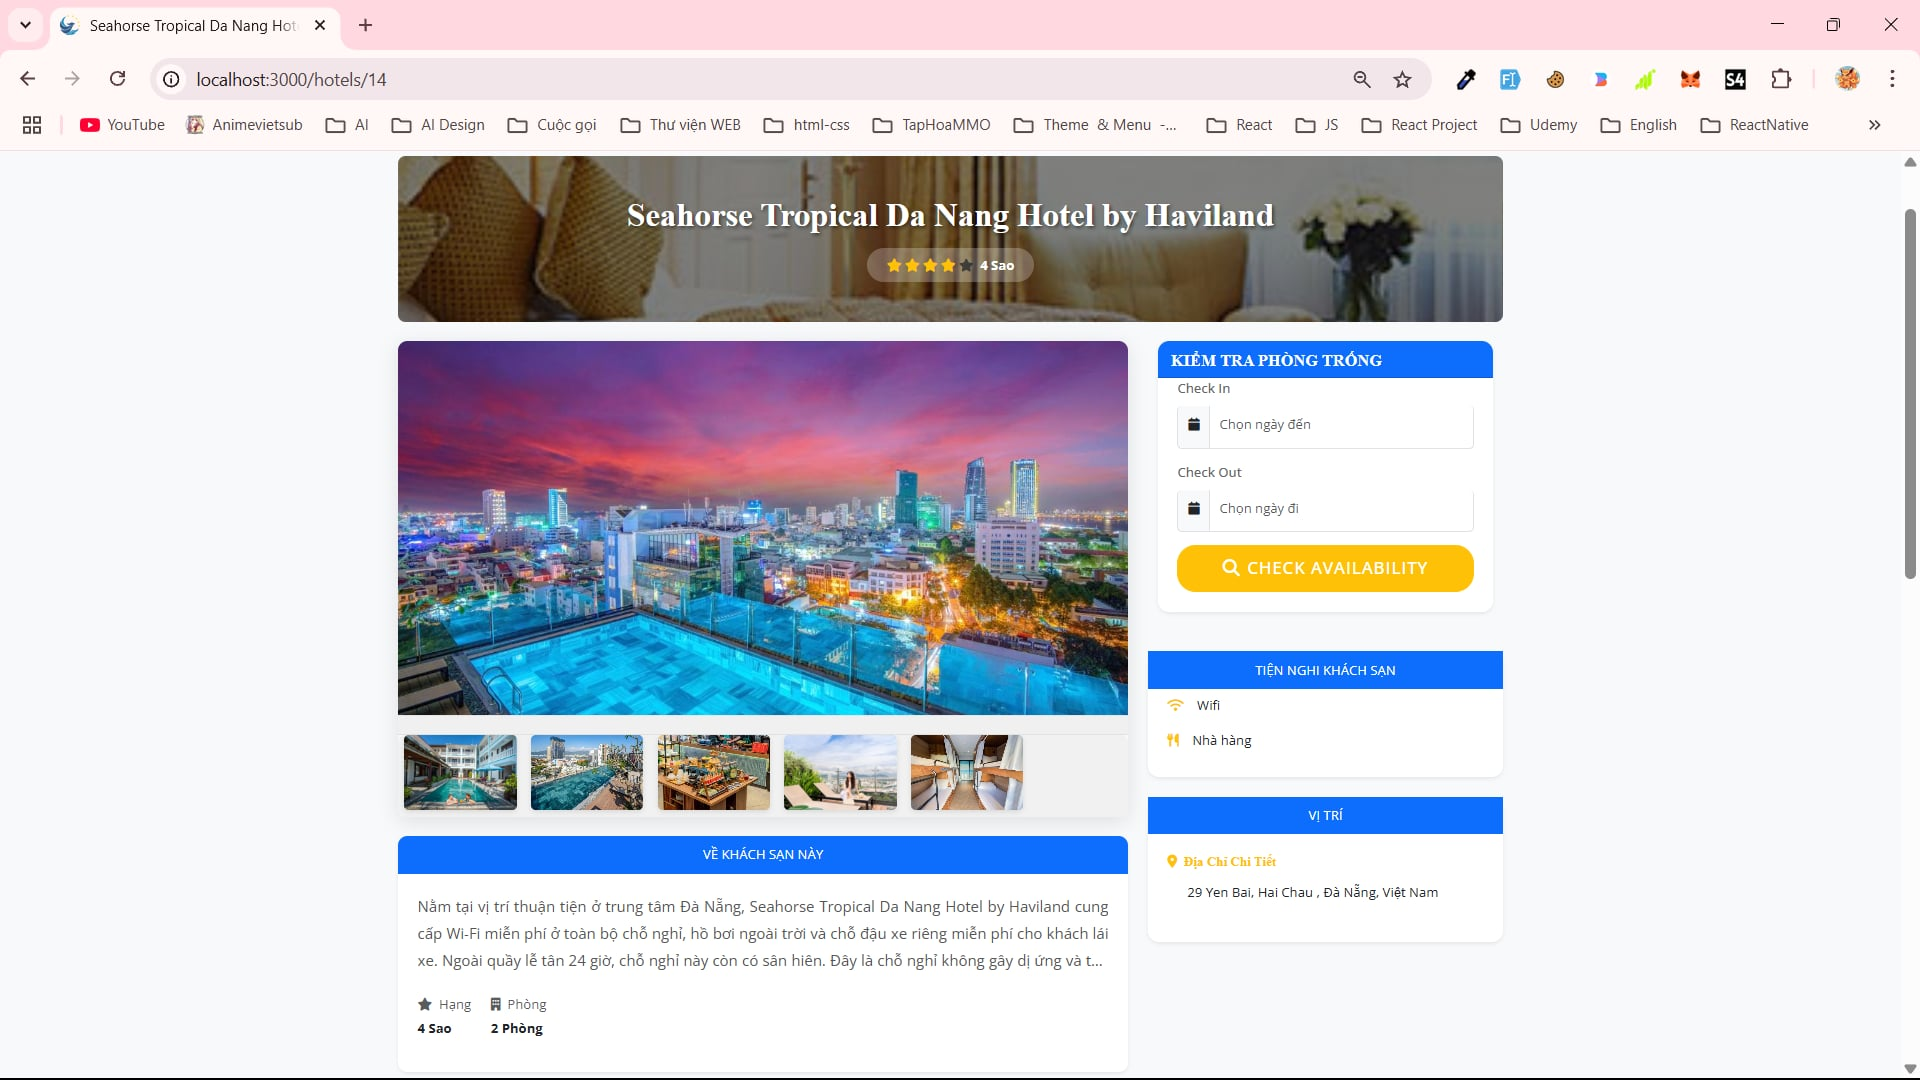 Seahorse Tropical Da Nang Hot
localhost:3000/hotels/14
YouTube
Animevietsub
AI
AI Design
Cuộc gọi
Thư viện WEB
html-css
TapHoaMMO
Theme & Menu -...
React
JS
React Project
Udemy
English
ReactNative
Seahorse Tropical Da Nang Hotel by Haviland
4 Sao
KIỂM TRA PHÒNG TRỐNG
Check In
Chọn ngày đến
Check Out
Chọn ngày đi
CHECK AVAILABILITY
TIỆN NGHI KHÁCH SẠN
Wifi
Nhà hàng
VỊ TRÍ
Địa Chỉ Chi Tiết
29 Yen Bai, Hai Chau , Đà Nẵng, Việt Nam
VỀ KHÁCH SẠN NÀY
Nằm tại vị trí thuận tiện ở trung tâm Đà Nẵng, Seahorse Tropical Da Nang Hotel by Haviland cung
cấp Wi-Fi miễn phí ở toàn bộ chỗ nghỉ, hồ bơi ngoài trời và chỗ đậu xe riêng miễn phí cho khách lái
xe. Ngoài quầy lễ tân 24 giờ, chỗ nghỉ này còn có sân hiên. Đây là chỗ nghỉ không gây dị ứng và t...
Hạng
4 Sao
Phòng
2 Phòng
FI
S4